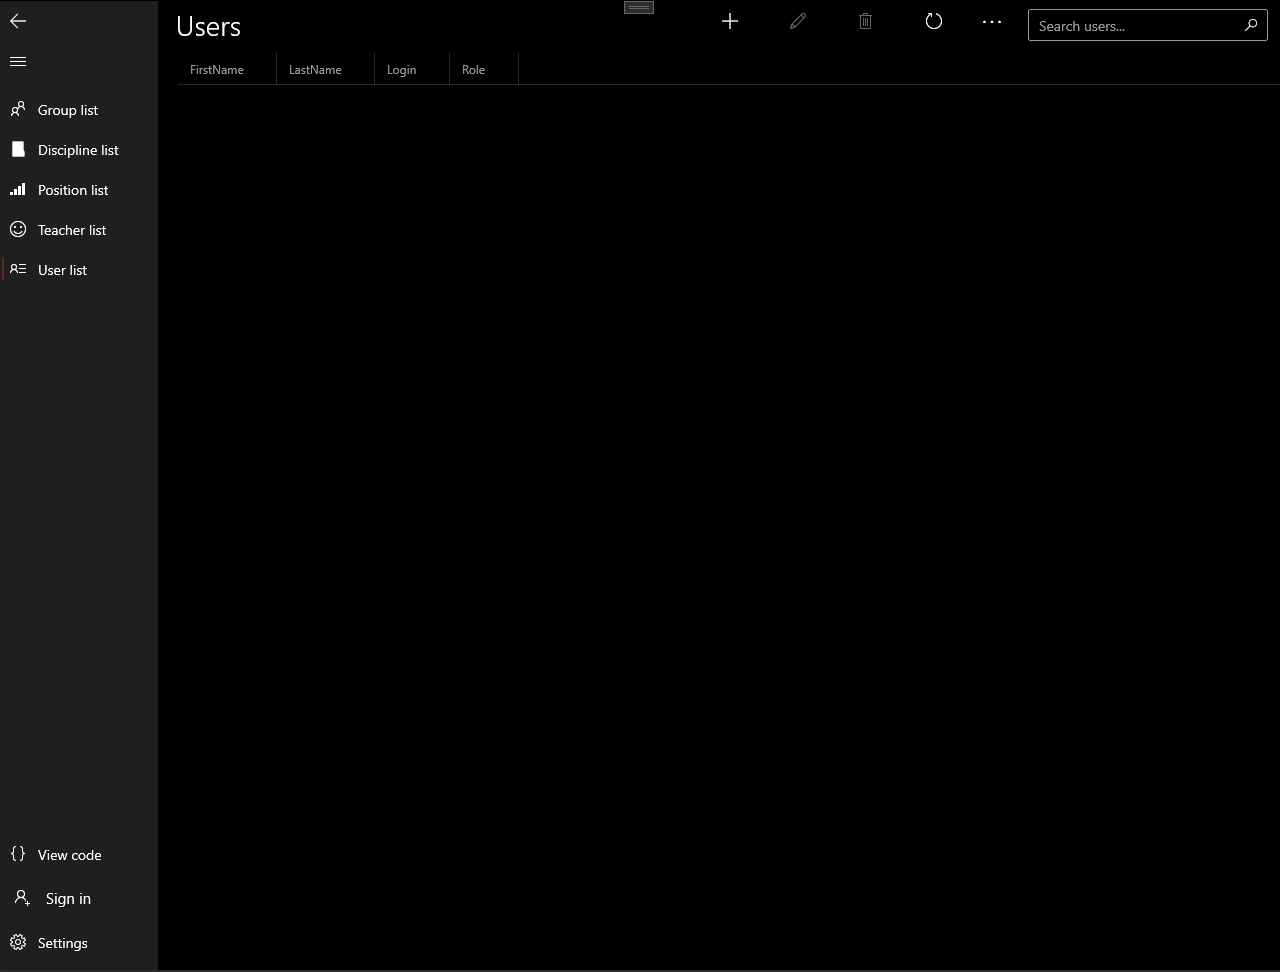 Users
Search users...
FirstName LastName Login Role
Group list
Discipline list
Position list
Teacher list
User list
View code
Sign in
Settings